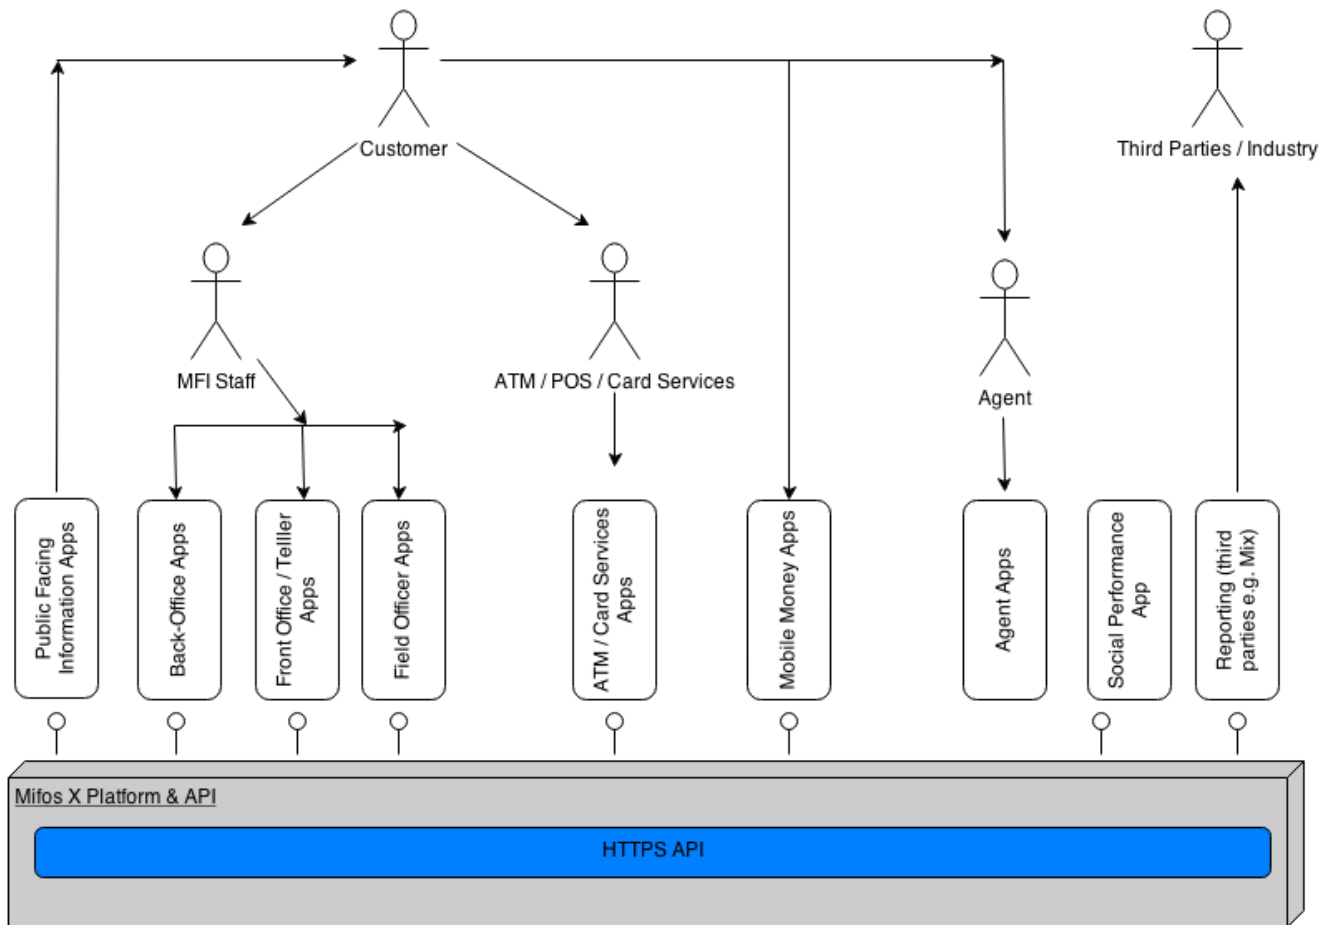 Customer
Third Parties / Industry
MFI Staff
ATM / POS / Card Services
Agent
Public Facing
Information Apps
Back-Office Apps
Front Office / Telller
Apps
Field Officer Apps
ATM / Card Services
Apps
Mobile Money Apps
Agent Apps
Social Performance
App
Reporting (third
parties e.g. Mix)
Mifos X Platform & API
HTTPS API